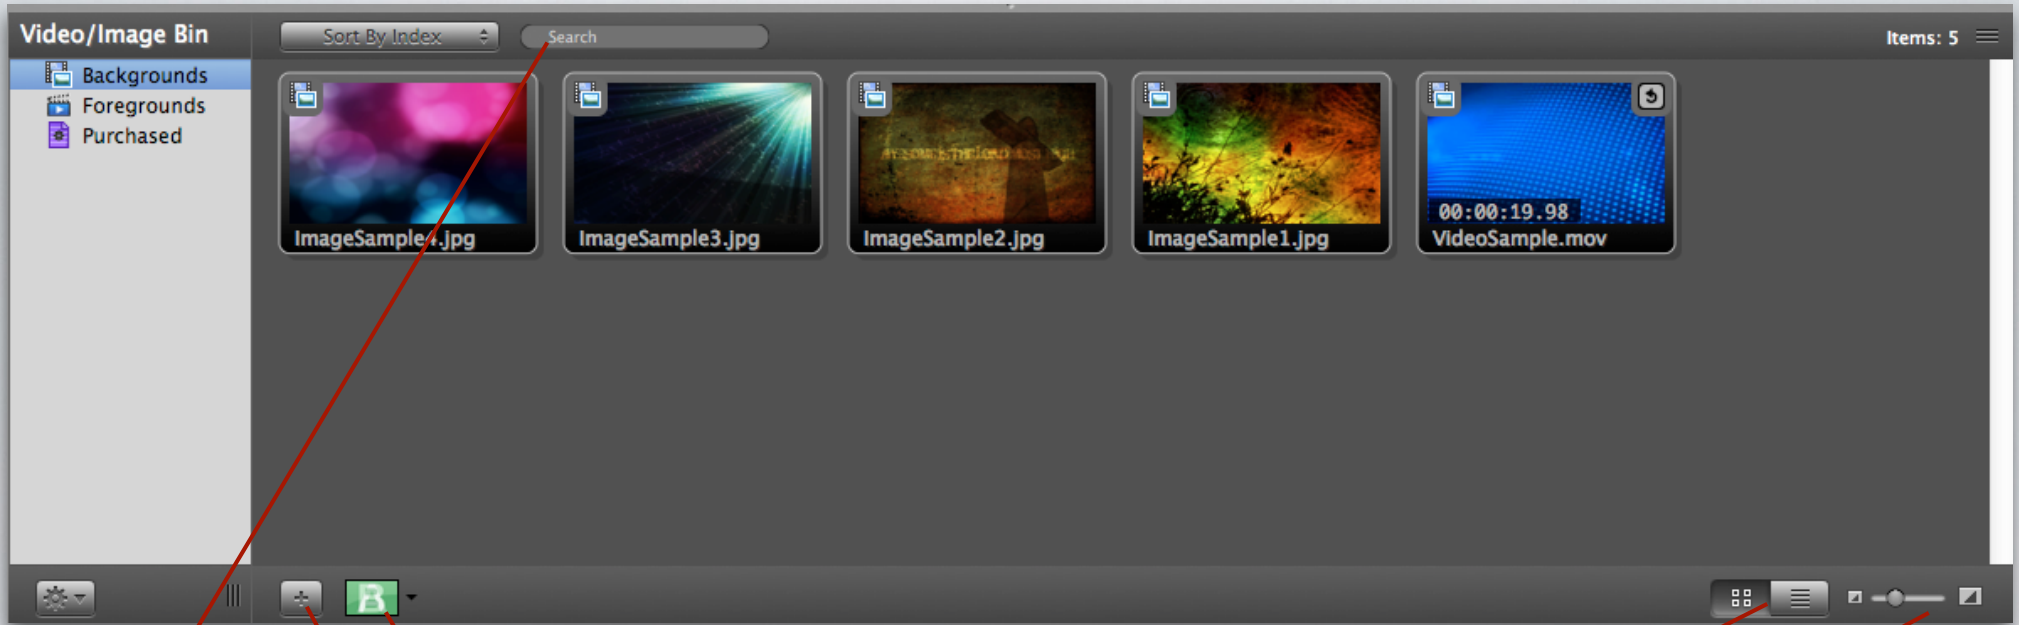 Video/Image Bin
Sort By Index
Search
Items: 5
Backgrounds
Foregrounds
Purchased
00:00:19.98
ImageSample4.jpg
ImageSample3.jpg
ImageSample2.jpg
ImageSample1.jpg
VideoSample.mov
B